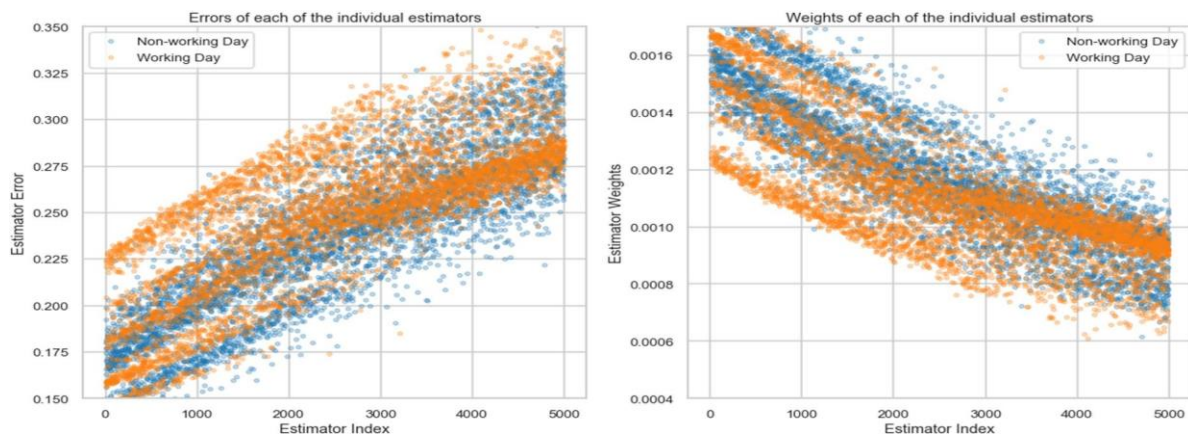 Errors of each of the individual estimators
0.350
0.325
0.300
0.275
0.250
0.225
0.200
0.175
0.150
Estimator Error
Non-working Day
Working Day
0 1000 2000 3000 4000 5000
Estimator Index
Weights of each of the individual estimators
0.0016
0.0014
0.0012
0.0010
0.0008
0.0006
0.0004
Estimator Weights
Non-working Day
Working Day
0 1000 2000 3000 4000 5000
Estimator Index